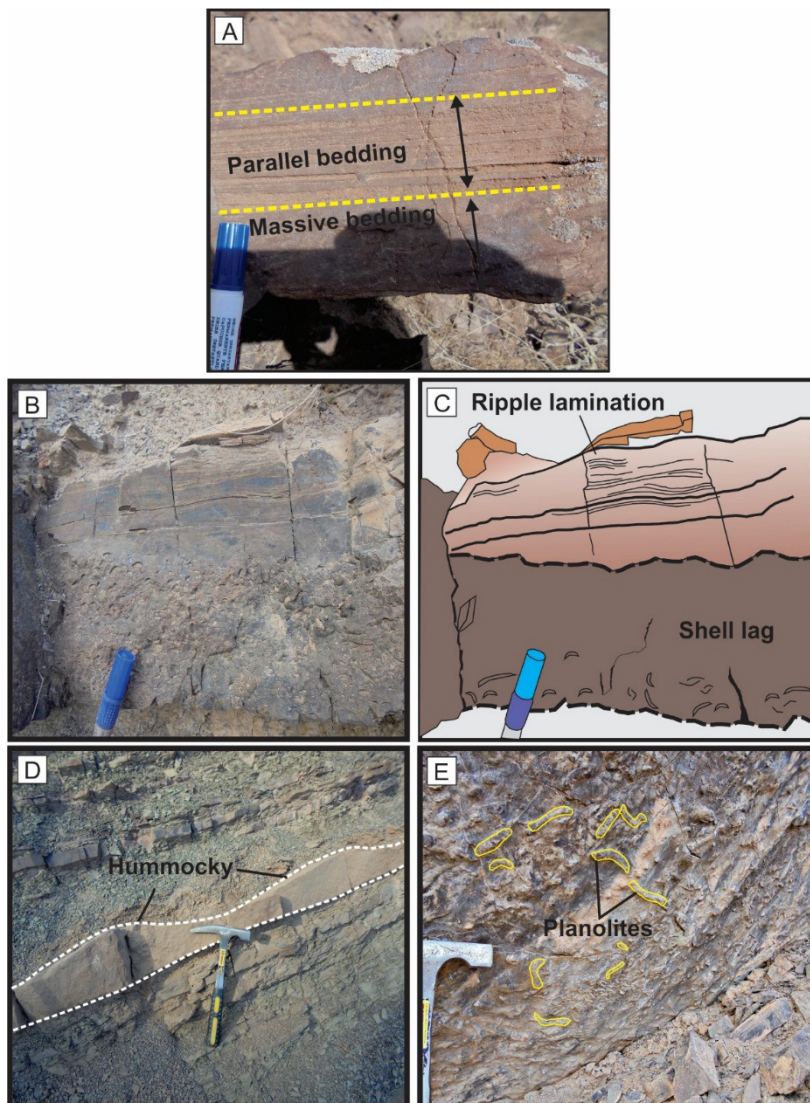 A
Parallel bedding
Massive bedding
B
C
Ripple lamination
Shell lag
D
Hummocky
E
Planolites